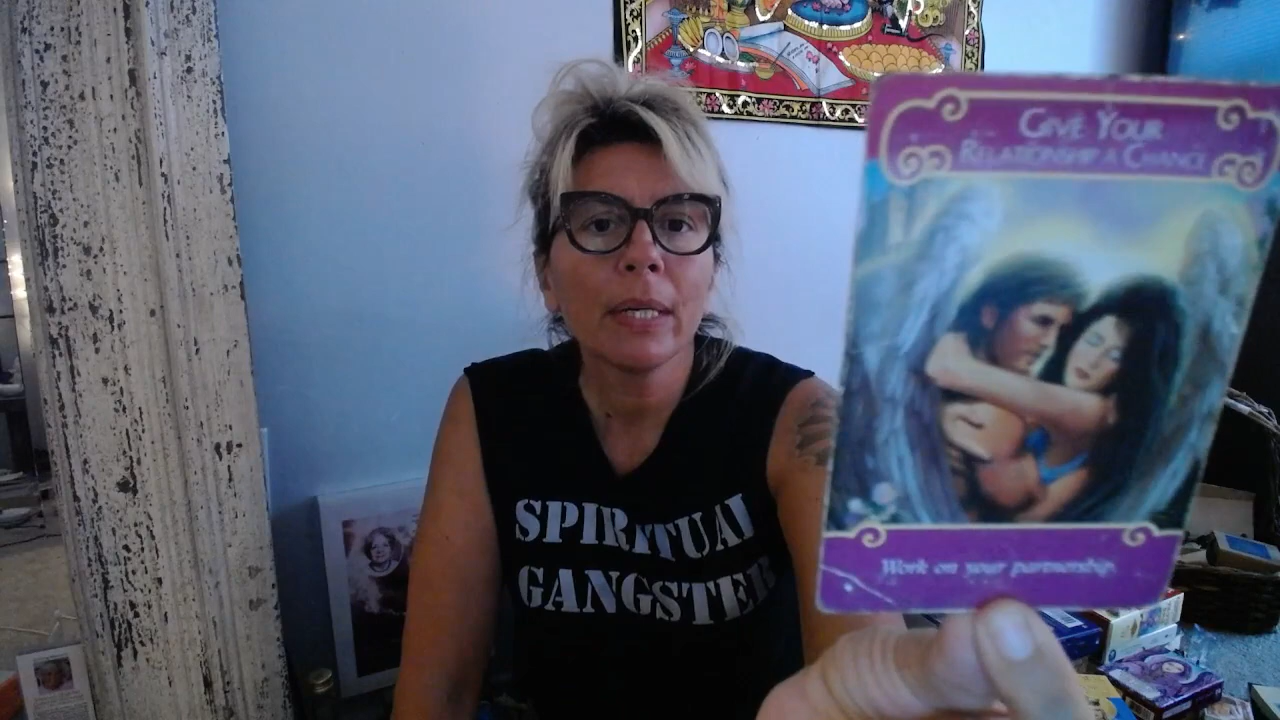 GIVE YOUR
RELATIONSHIP A CHANCE
SPIRITUAL
GANGSTER
Work on your partnership.